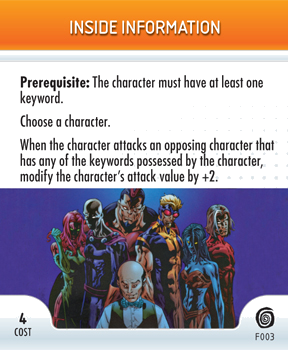 INSIDE INFORMATION
Prerequisite: The character must have at least one
keyword.
Choose a character.
When the character attacks an opposing character that
has any of the keywords possessed by the character,
modify the character's attack value by +2.
4
COST
F003